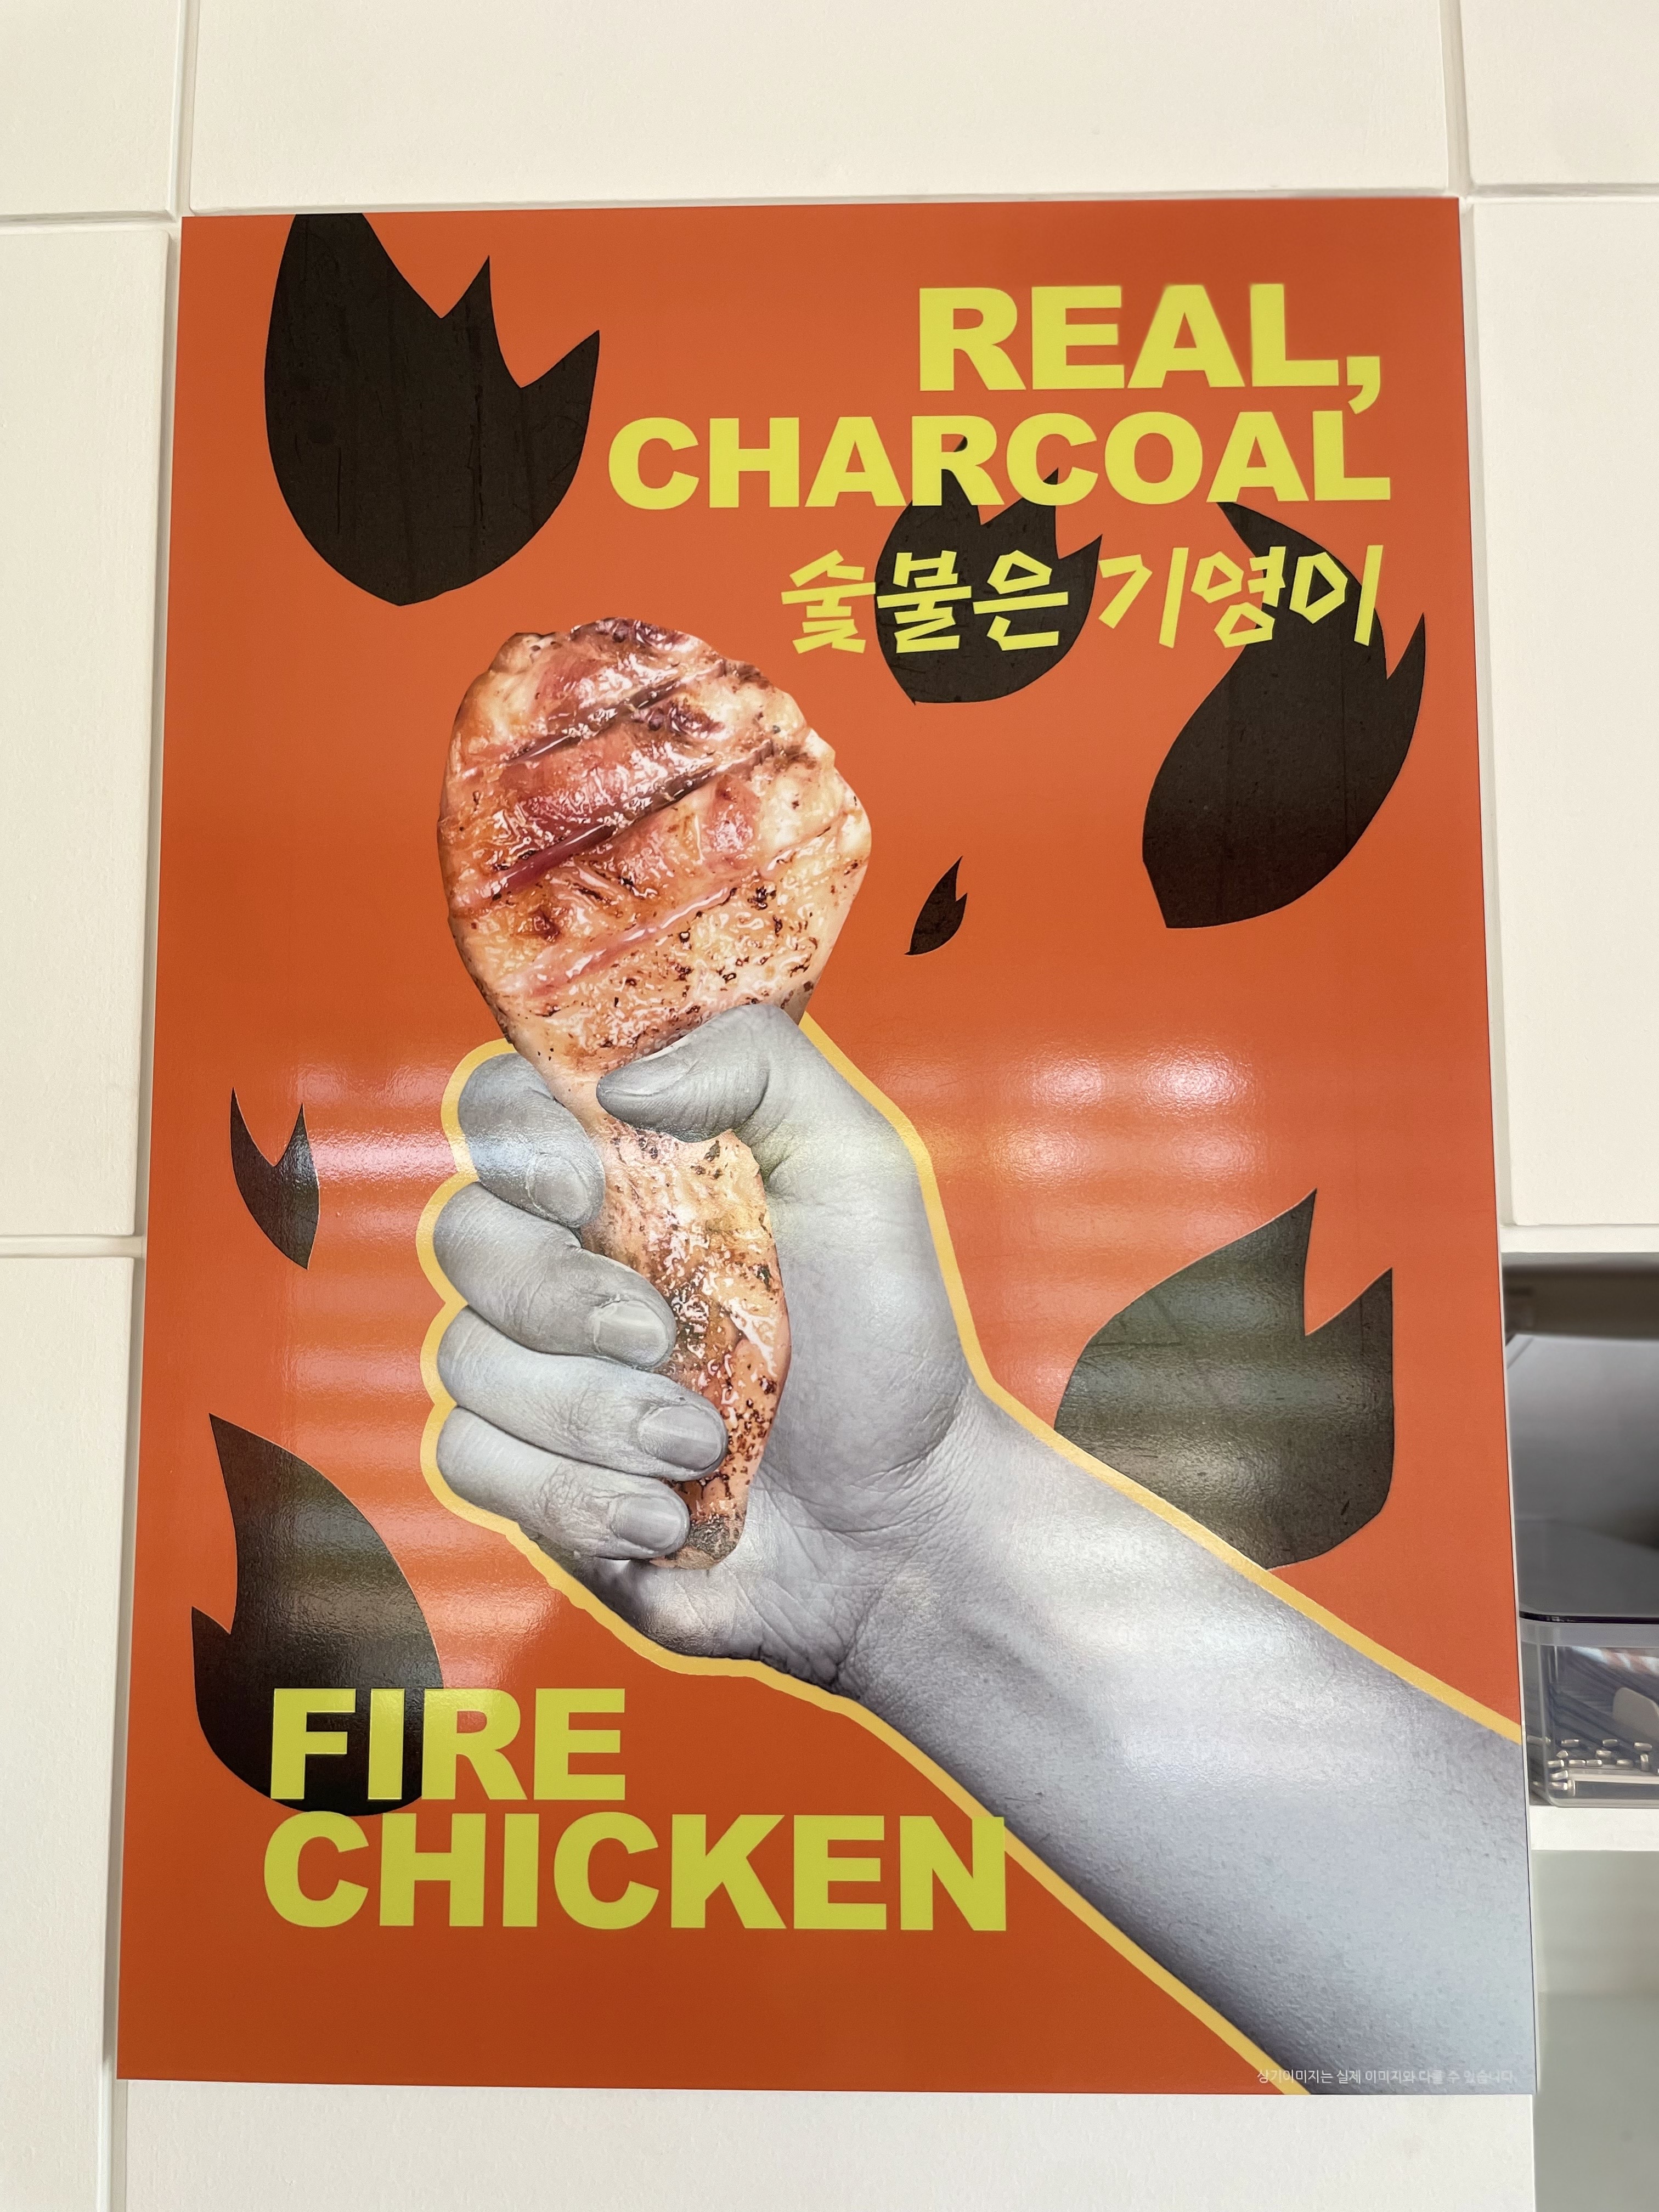 REAL,
CHARCOAL
숯불은 기영이
FIRE
CHICKEN
상기이미지는 실제 이미지와 다를 수 있습니다.